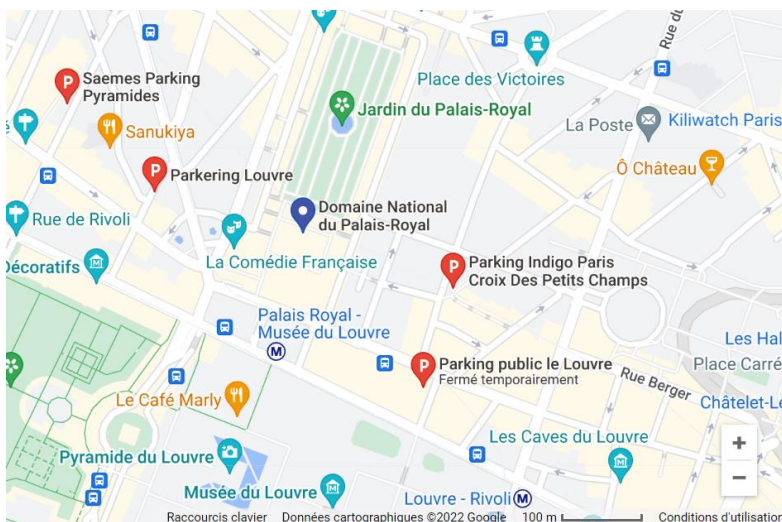 Rue du
Place des Victoires
Saemes Parking
Pyramides
Jardin du Palais-Royal
La Poste
Kiliwatch Paris
Sanukiya
Ô Château
Parkering Louvre
Domaine National
du Palais-Royal
Rue de Rivoli
La Comédie Française
Décoratifs
Parking Indigo Paris
Croix Des Petits Champs
Palais Royal -
Musée du Louvre
Les Hal
Place Carré
Parking public le Louvre
Fermé temporairement
Rue Berger
Le Café Marly
Châtelet-Lé
Les Caves du Louvre
Pyramide du Louvre
Musée du Louvre
Louvre - Rivoli
Raccourcis clavier
Données cartographiques ©2022 Google
100 m
Conditions d'utilisatio